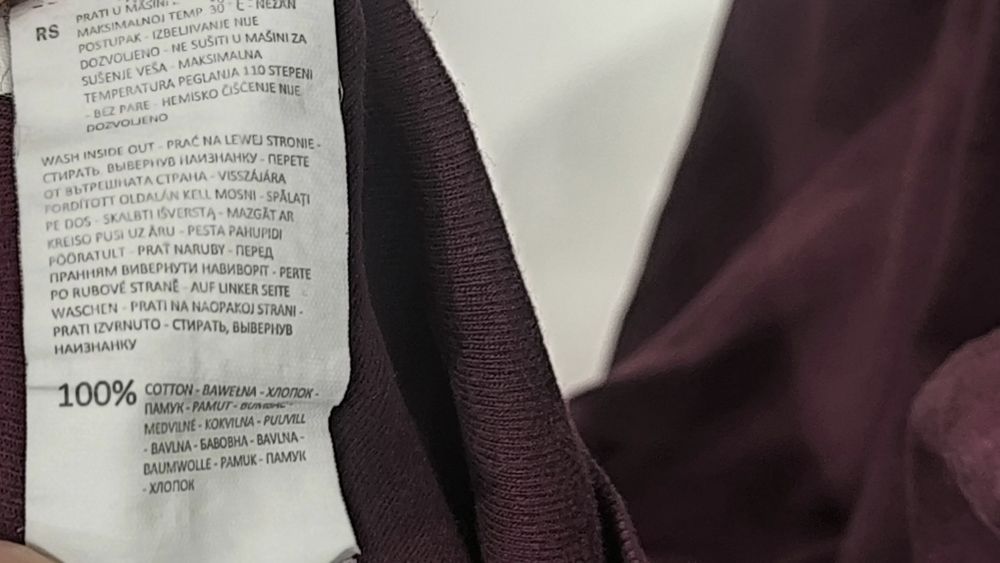 RS
PRATI U MAŠINI
MAKSIMALNOJ TEMP 30 NEŽAN
POSTUPAK - IZBELJIVANJE NIJE
DOZVOLJENO - NE SUŠITI U MAŠINI ZA
SUŠENJE VEŠA - MAKSIMALNA
TEMPERATURA PEGLANJA 110 STEPENI
- BEZ PARE - HEMISKO ČIŠĆENJE NIJE
DOZVOLJENO
WASH INSIDE OUT - PRAĆ NA LEWEJ STRONIE -
СТИРАТЬ, ВЫВЕРНУВ НАИЗНАНКУ - ПЕРЕТЕ
ОТ ВЪТРЕШНАТА СТРАНА - VISSZÁJÁRA
FORDÍTOTT OLDALÁN KELL MOSNI - SPĂLAȚI
PE DOS - SKALBTI IŠVERSTĄ - MAZGĀT AR
KREISO PUSI UZ ĀRU - PESTA PAHUPIDI
PÖÖRATULT - PRAŤ NARUBY - ПЕРЕД
ПРАННЯМ ВИВЕРНУТИ НАВИВОРІТ - PERTE
PO RUBOVÉ STRANĚ - AUF LINKER SEITE
WASCHEN - PRATI NA NAOPAKOJ STRANI -
PRATI IZVRNUTO - СТИРАТЬ, ВЫВЕРНУВ
НАИЗНАНКУ
100% COTTON - BAWEŁNA - ХЛОПОК -
ПАМУК - PAMUT - BUMBAC -
MEDVILNĖ - KOKVILNA - PUUVILL
- BAVLNA - БАВОВНА - BAVLNA -
BAUMWOLLE - PAMUK - ПАМУК
- ХЛОПОК